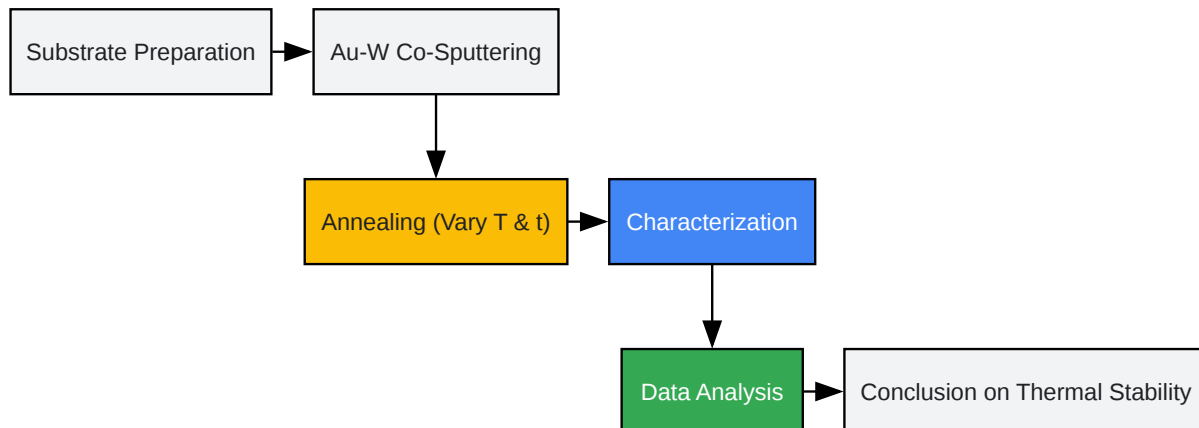 Substrate Preparation
Au-W Co-Sputtering
Annealing (Vary T & t)
Characterization
Data Analysis
Conclusion on Thermal Stability